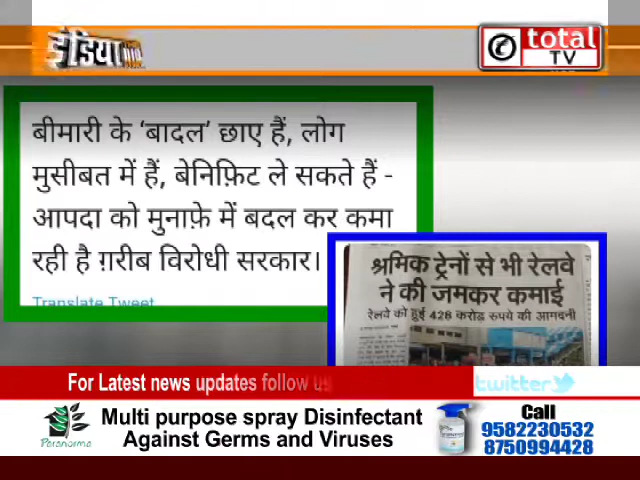 इंडिया
total
TV
बीमारी के ‘बादल’ छाए हैं, लोग
मुसीबत में हैं, बेनिफ़िट ले सकते हैं -
आपदा को मुनाफ़े में बदल कर कमा
रही है ग़रीब विरोधी सरकार।
Translate Tweet
श्रमिक ट्रेनों से भी रेलवे
ने की जमकर कमाई
रेलवे को हुई 428 करोड़ रुपये की आमदनी
For Latest news updates follow us
twitter
Multi purpose spray Disinfectant
Against Germs and Viruses
Call
9582230532
8750994428